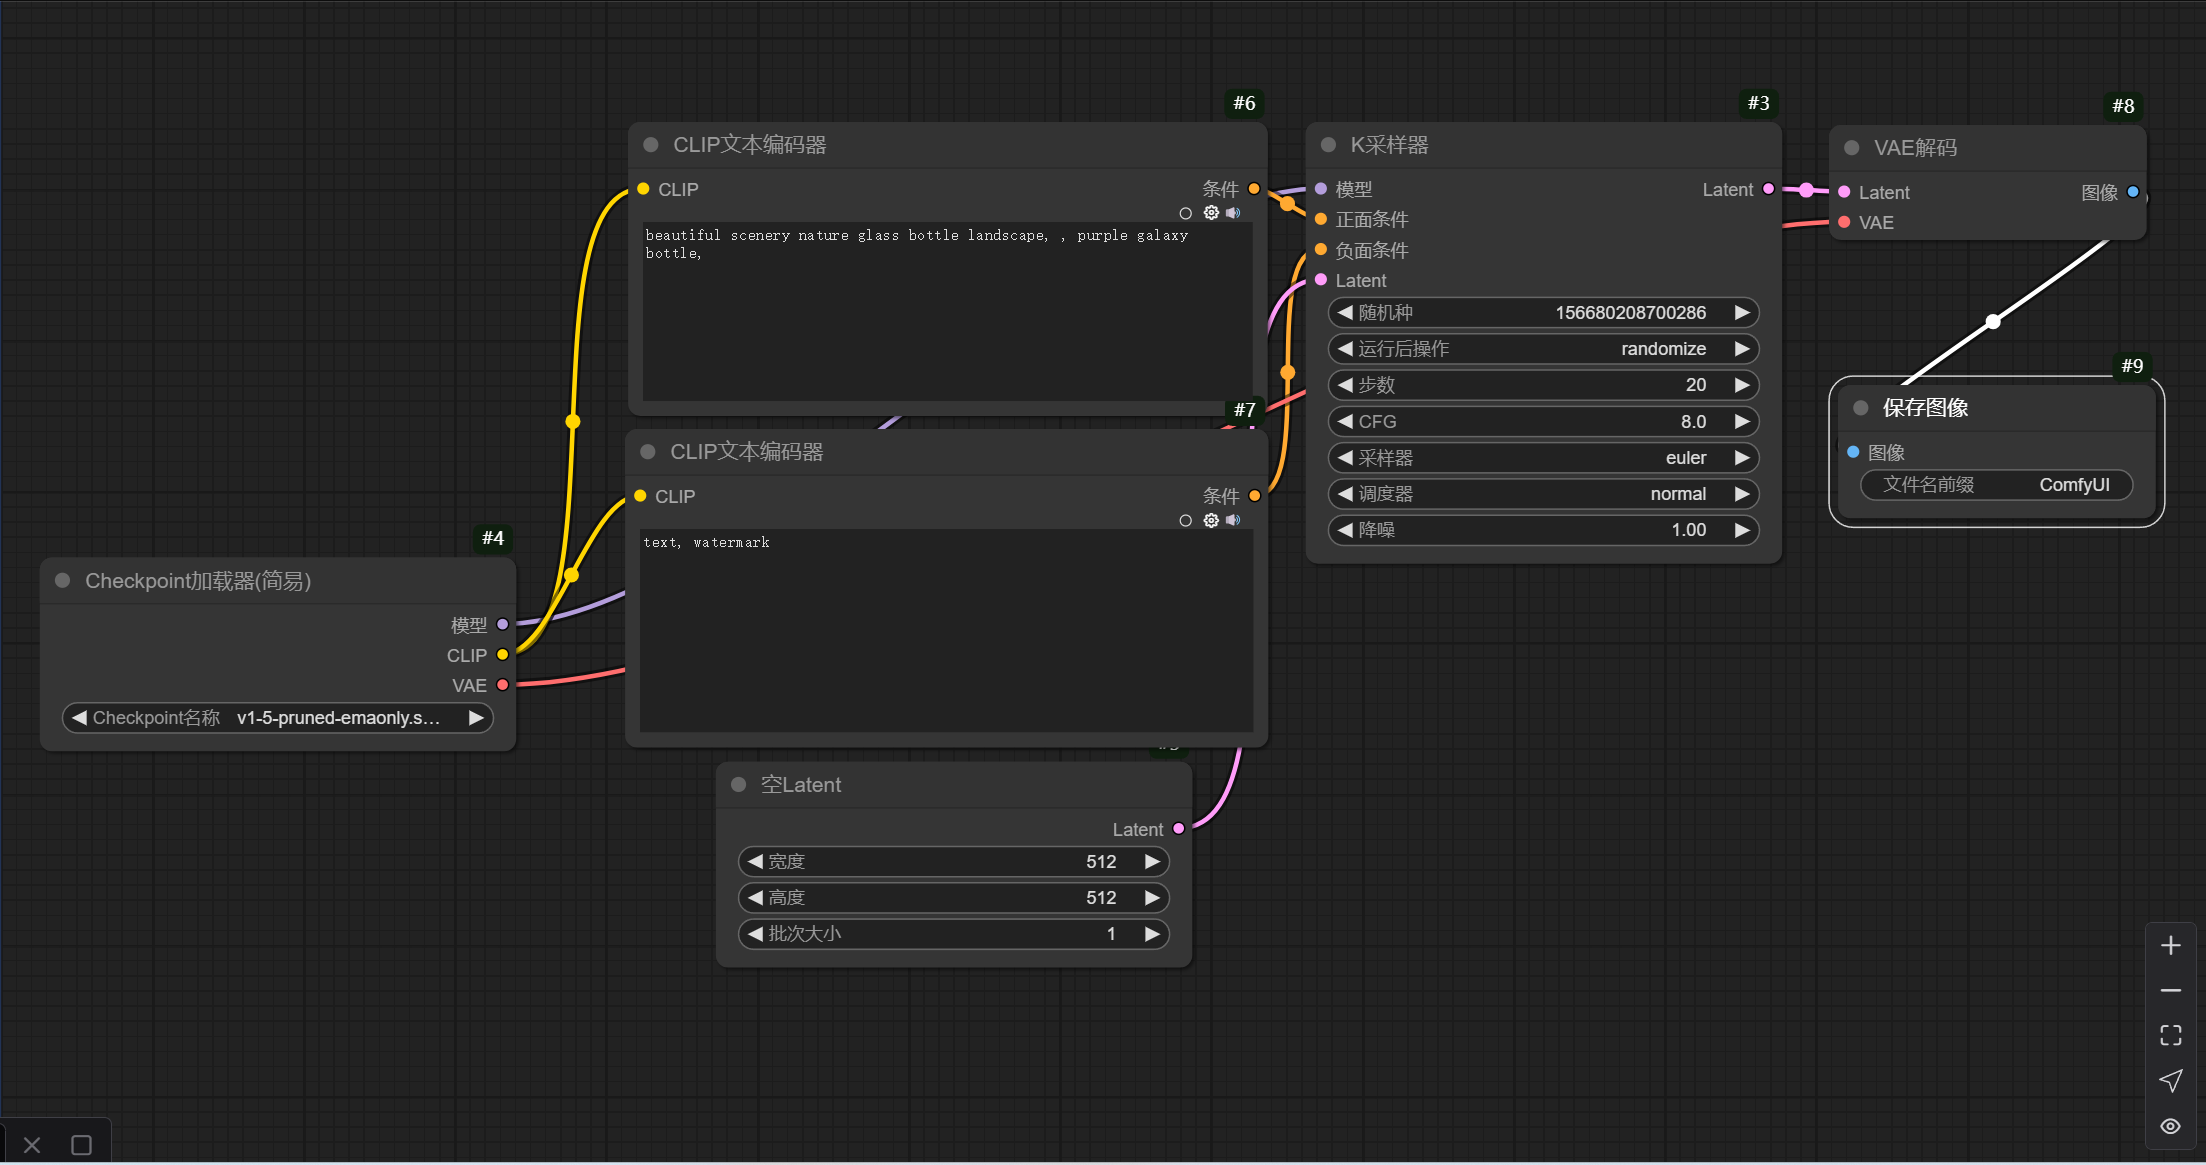 #6
CLIP文本编码器
CLIP
条件
beautiful scenery nature glass bottle landscape, , purple galaxy
bottle,
#7
CLIP文本编码器
CLIP
条件
text, watermark
#4
Checkpoint加载器(简易)
模型
CLIP
VAE
Checkpoint名称 v1-5-pruned-emaonly.s...
空Latent
Latent
宽度 512
高度 512
批次大小 1
#3
K采样器
模型
Latent
正面条件
负面条件
Latent
随机种 156680208700286
运行后操作 randomize
步数 20
CFG 8.0
采样器 euler
调度器 normal
降噪 1.00
#8
VAE解码
Latent
图像
VAE
#9
保存图像
图像
文件名前缀 ComfyUI